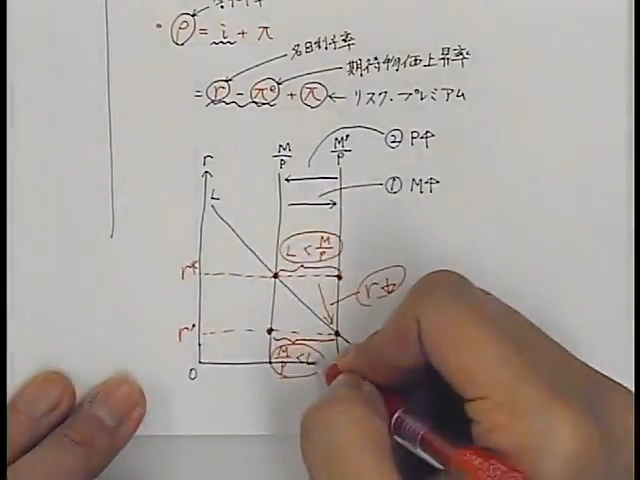 ・ρ = i + π
名目利子率
期待物価上昇率
= r - πᵉ + π ← リスク・プレミアム
r
M/P
M'/P
② P↑
① M↑
L
L < M/P
r*
r↓
r'
M/P < L
0